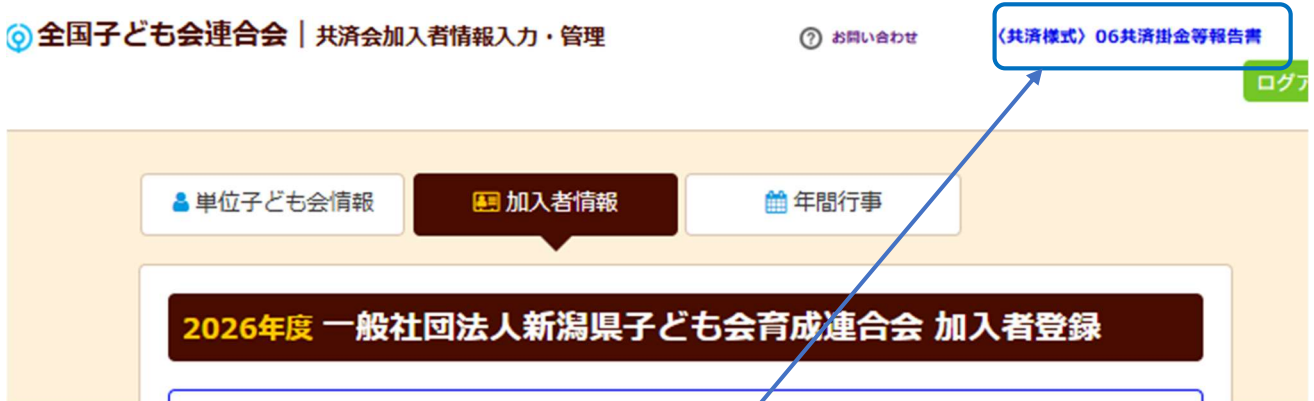 全国子ども会連合会｜共済会加入者情報入力・管理
お問い合わせ
〈共済様式〉06共済掛金等報告書
ログア
単位子ども会情報
加入者情報
年間行事
2026年度 一般社団法人新潟県子ども会育成連合会 加入者登録